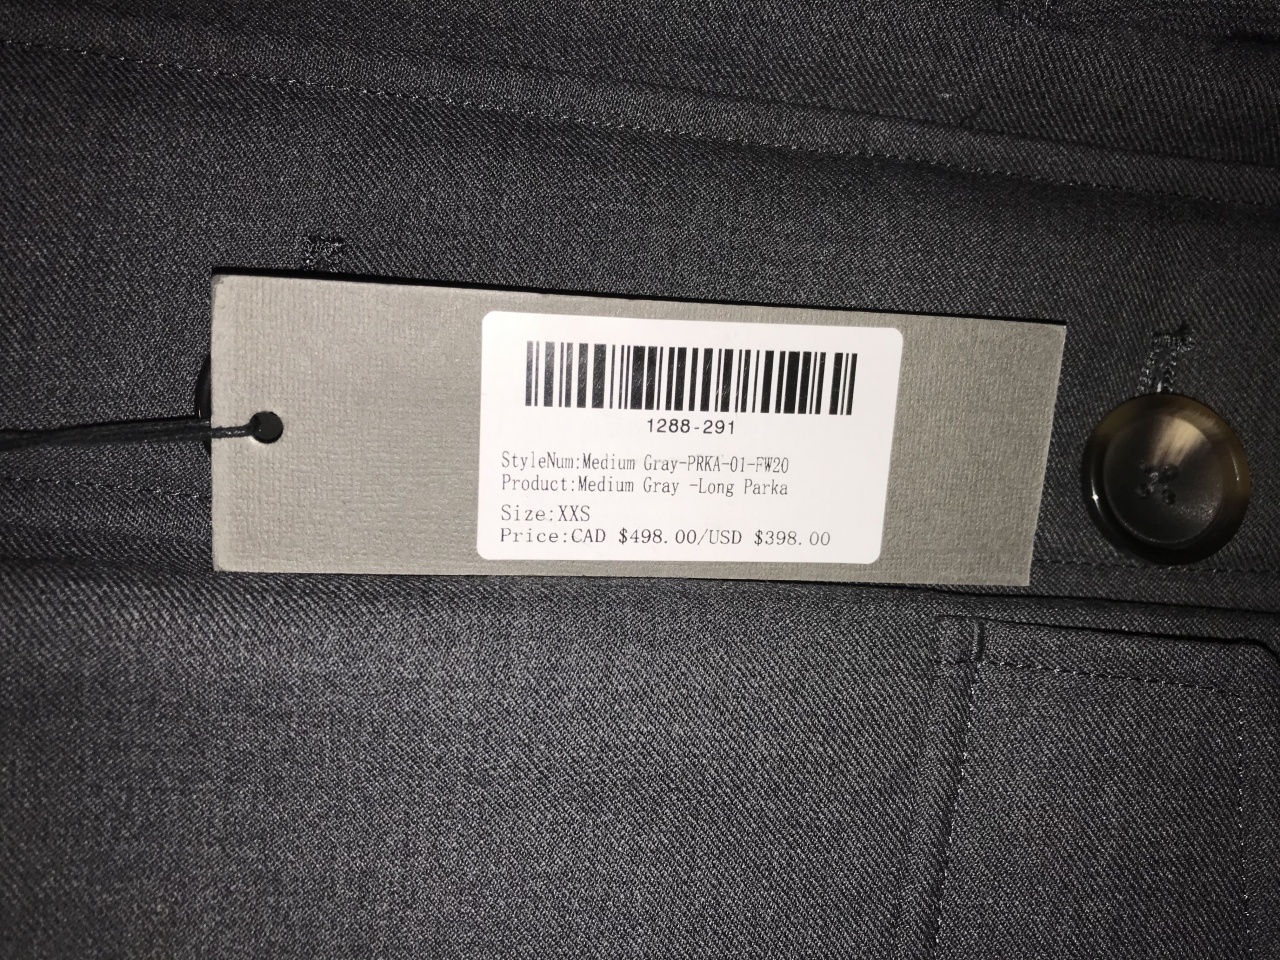 1288-291
StyleNum:Medium Gray-PRKA-01-FW20
Product:Medium Gray -Long Parka
Size:XXS
Price:CAD $498.00/USD $398.00